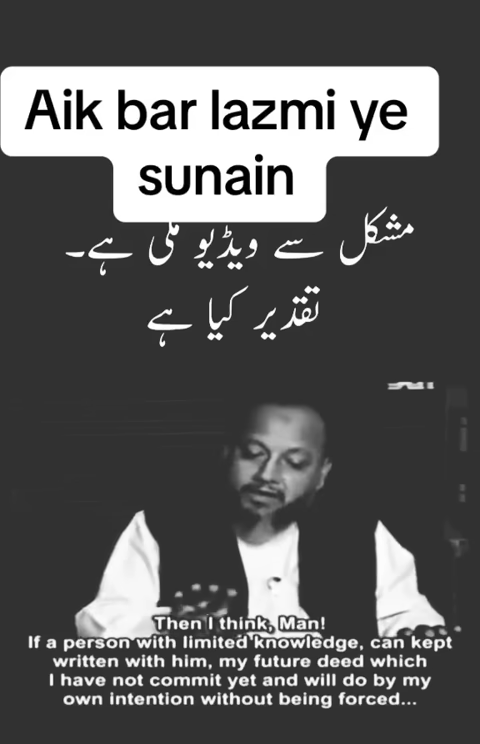 Aik bar lazmi ye
sunain
مشکل سے ویڈیو ملی ہے۔
تقدیر کیا ہے
Then I think, Man!
If a person with limited knowledge, can kept
written with him, my future deed which
I have not commit yet and will do by my
own intention without being forced...